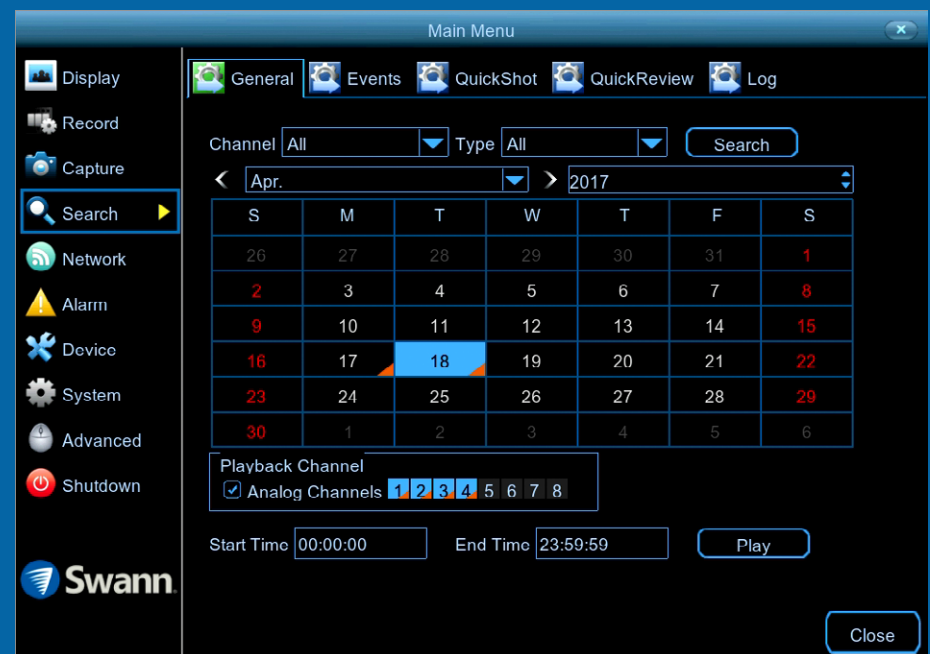 Main Menu
Display
Record
Capture
Search
Network
Alarm
Device
System
Advanced
Shutdown
Swann
General Events QuickShot QuickReview Log
Channel All Type All Search
Apr. 2017
S M T W T F S
26 27 28 29 30 31 1
2 3 4 5 6 7 8
9 10 11 12 13 14 15
16 17 18 19 20 21 22
23 24 25 26 27 28 29
30 1 2 3 4 5 6
Playback Channel
Analog Channels 1 2 3 4 5 6 7 8
Start Time 00:00:00 End Time 23:59:59 Play
Close